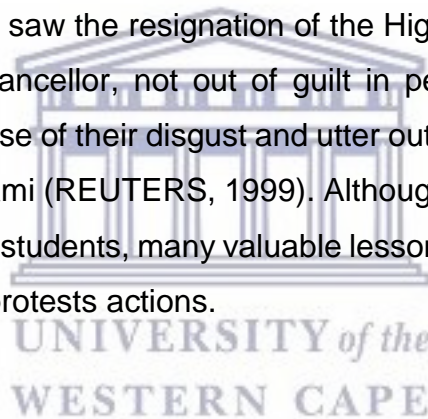 saw the resignation of the Hig
ancellor, not out of guilt in pe
se of their disgust and utter out
mi (REUTERS, 1999). Although
students, many valuable lesson
protests actions.
UNIVERSITY of the
WESTERN CAPE